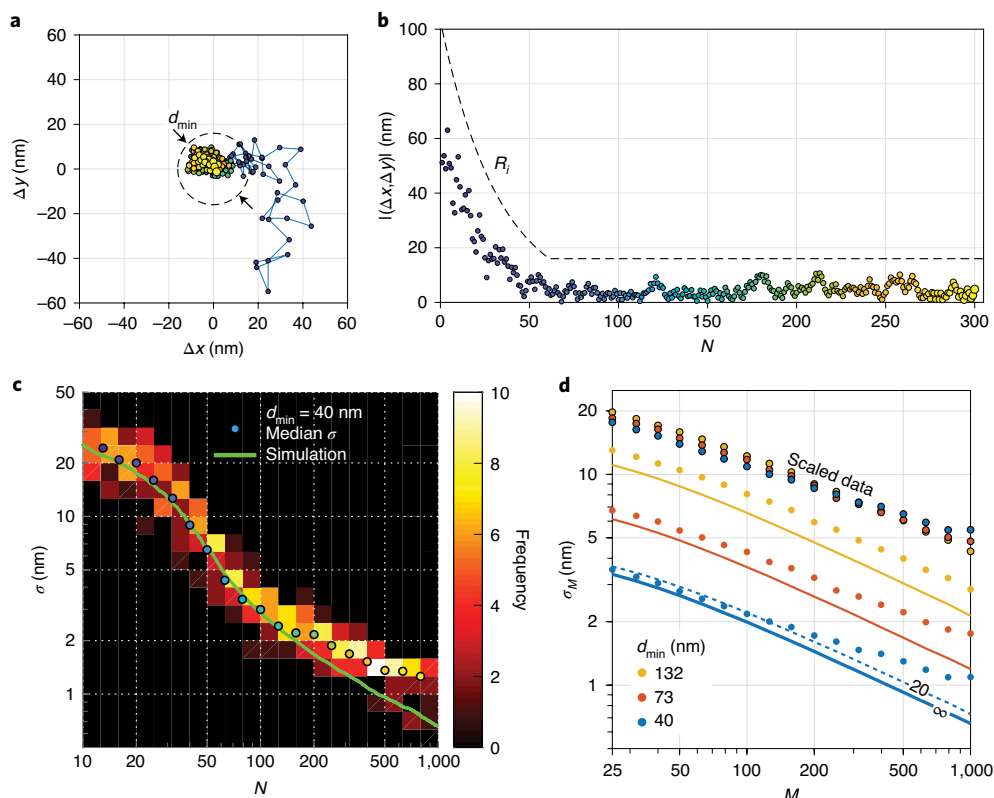 a
60
40
20
0
−20
−40
−60
d_min
Δy (nm)
−60 −40 −20 0 20 40 60
Δx (nm)
b
100
80
60
40
20
0
R_i
|(Δx,Δy)| (nm)
0 50 100 150 200 250 300
N
c
50
20
10
5
2
1
σ (nm)
d_min = 40 nm
Median σ
Simulation
10 20 50 100 200 500 1,000
N
10
8
6
4
2
0
Frequency
d
20
10
5
2
1
σ_M (nm)
Scaled data
d_min (nm)
132
73
40
20
∞
25 50 100 200 500 1,000
M